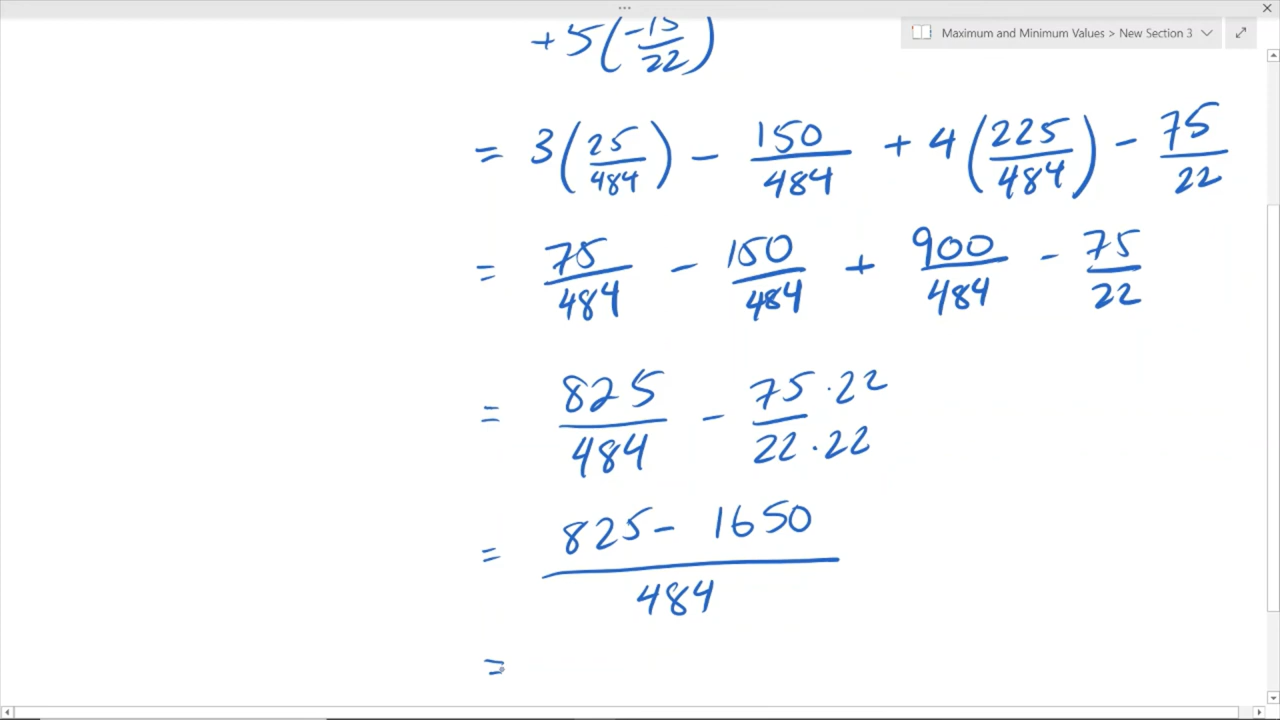 Maximum and Minimum Values > New Section 3
+5(-15/22)
= 3(25/484) - 150/484 + 4(225/484) - 75/22
= 75/484 - 150/484 + 900/484 - 75/22
= 825/484 - 75·22/22·22
= 825- 1650/484
=